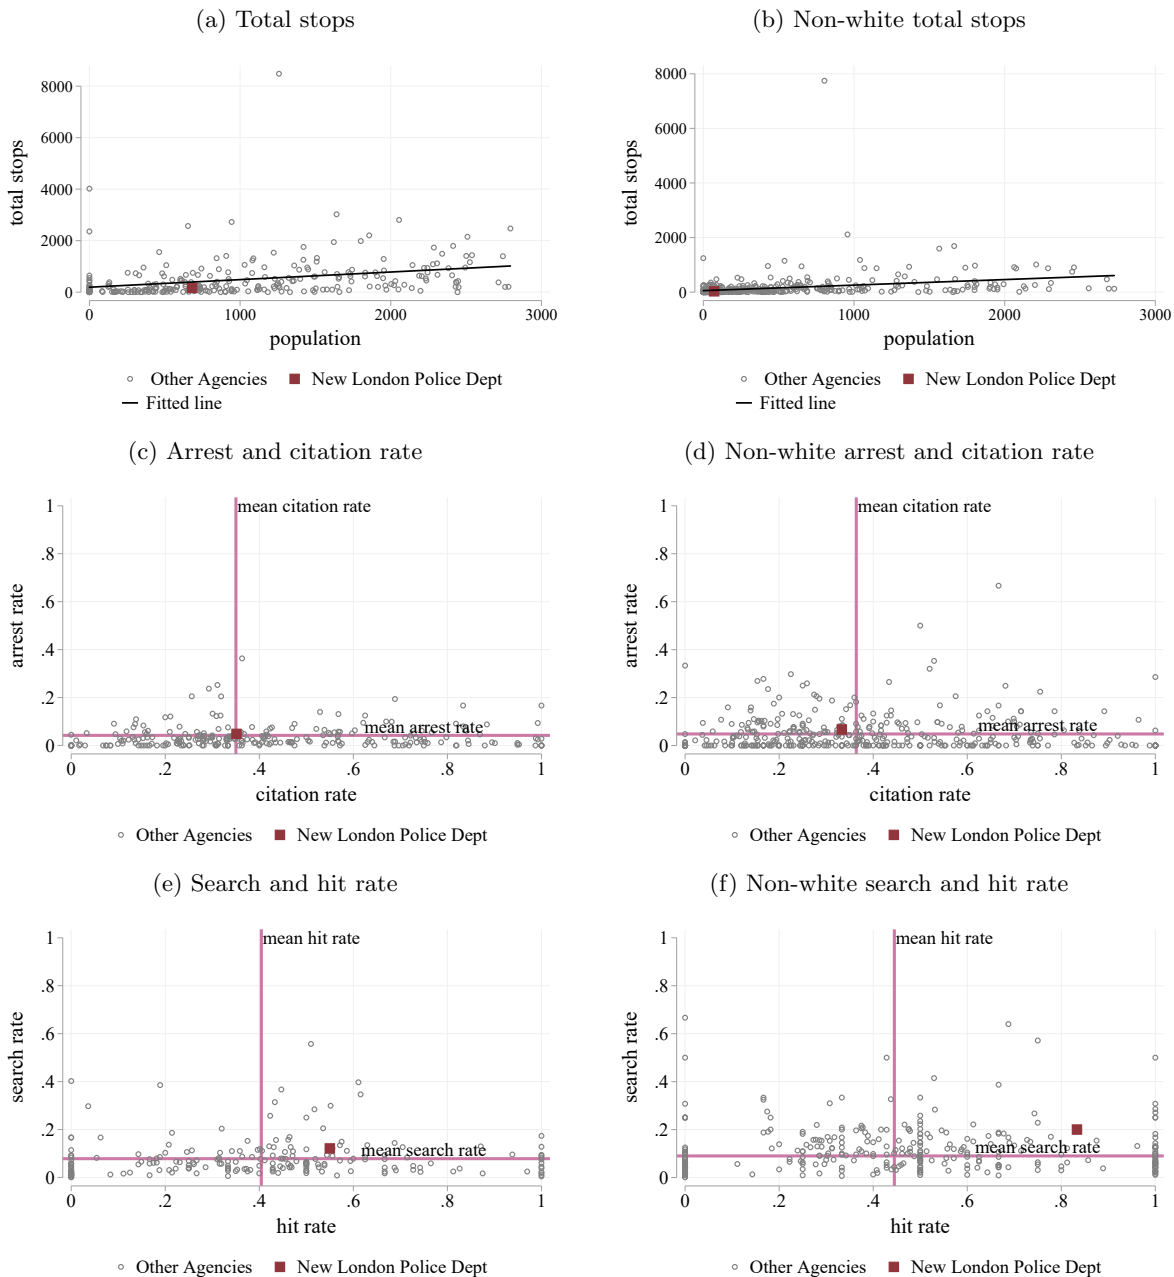 (a) Total stops
(b) Non-white total stops
total stops
8000
6000
4000
2000
0
0 1000 2000 3000
population
Other Agencies New London Police Dept
Fitted line
total stops
8000
6000
4000
2000
0
0 1000 2000 3000
population
Other Agencies New London Police Dept
Fitted line
(c) Arrest and citation rate
(d) Non-white arrest and citation rate
arrest rate
1
.8
.6
.4
.2
0
mean citation rate
mean arrest rate
0 .2 .4 .6 .8 1
citation rate
Other Agencies New London Police Dept
arrest rate
1
.8
.6
.4
.2
0
mean citation rate
mean arrest rate
0 .2 .4 .6 .8 1
citation rate
Other Agencies New London Police Dept
(e) Search and hit rate
(f) Non-white search and hit rate
search rate
1
.8
.6
.4
.2
0
mean hit rate
mean search rate
0 .2 .4 .6 .8 1
hit rate
Other Agencies New London Police Dept
search rate
1
.8
.6
.4
.2
0
mean hit rate
mean search rate
0 .2 .4 .6 .8 1
hit rate
Other Agencies New London Police Dept